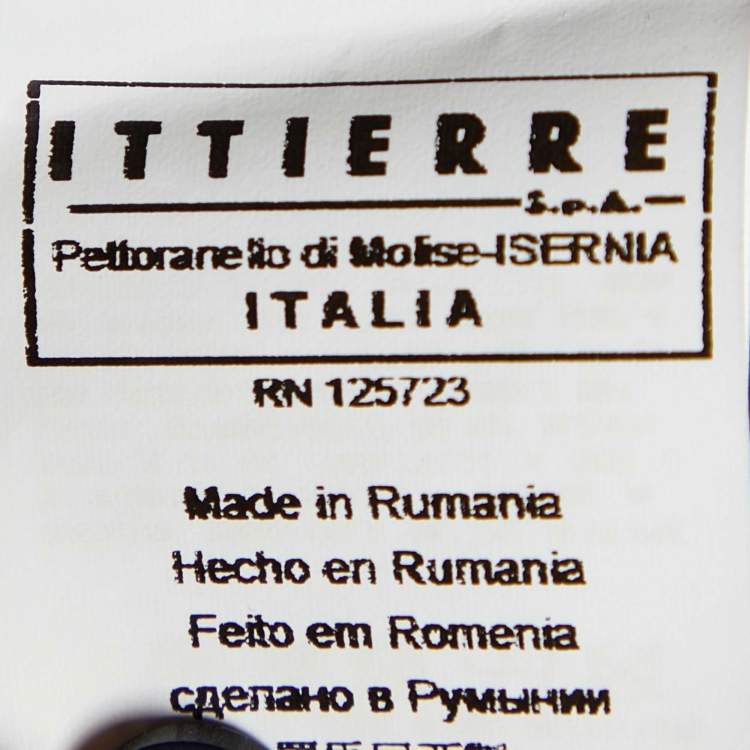 ITTIERRE
S.p.A.
Pettoranello di Molise-ISERNIA
ITALIA
RN 125723
Made in Rumania
Hecho en Rumania
Feito em Romenia
сделано в Румынии